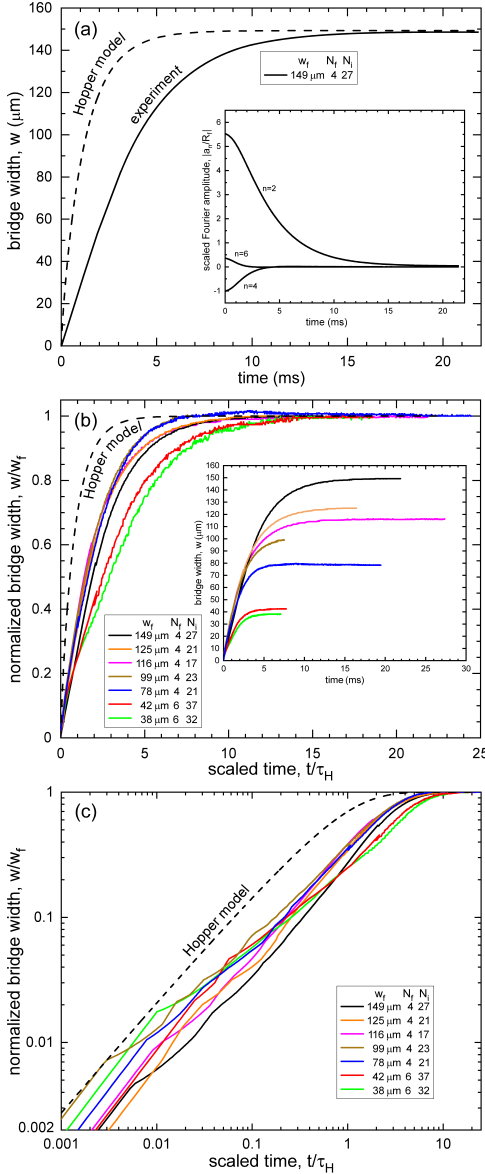 (a)
160
140
120
100
80
60
40
20
0
bridge width, w (μm)
Hopper model
experiment
w_f N_f N_i
149 μm 4 27
6
5
4
3
2
1
0
-1
scaled Fourier amplitude, |a_n/R_f|
n=2
n=6
n=4
0 5 10 15 20
time (ms)
0 5 10 15 20
time (ms)
(b)
1
0.8
0.6
0.4
0.2
0
normalized bridge width, w/w_f
Hopper model
160
150
140
130
120
110
100
90
80
70
60
50
40
30
20
10
0
bridge width, w (μm)
0 5 10 15 20 25 30
time (ms)
w_f N_f N_i
149 μm 4 27
125 μm 4 21
116 μm 4 17
99 μm 4 23
78 μm 4 21
42 μm 6 37
38 μm 6 32
0 5 10 15 20 25
scaled time, t/τ_H
(c)
1
0.1
0.01
0.002
normalized bridge width, w/w_f
Hopper model
w_f N_f N_i
149 μm 4 27
125 μm 4 21
116 μm 4 17
99 μm 4 23
78 μm 4 21
42 μm 6 37
38 μm 6 32
0.001 0.01 0.1 1 10
scaled time, t/τ_H